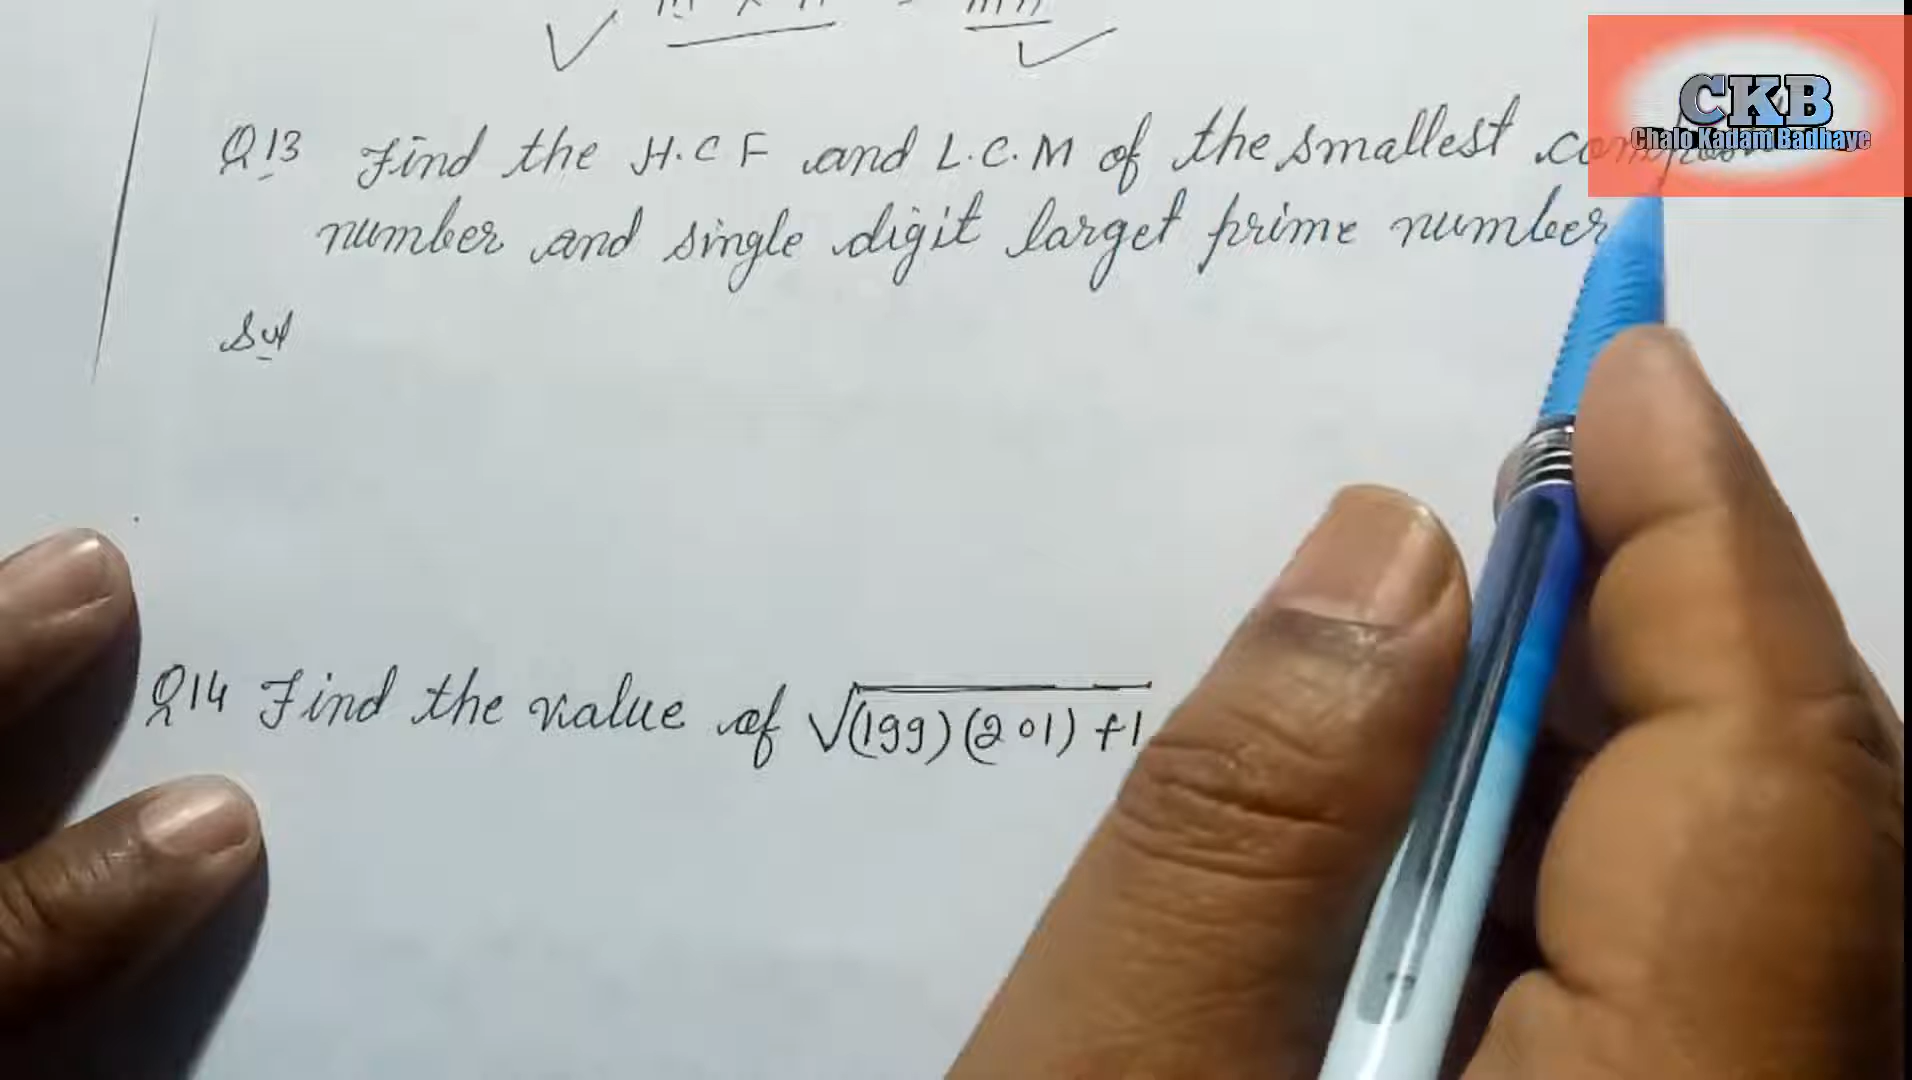 CKB
Chalo Kadam Badhaye
Q13 Find the H.C F and L.C.M of the smallest
number and single digit larget prime number
Sol
Q14 Find the value of √(199)(201) +1